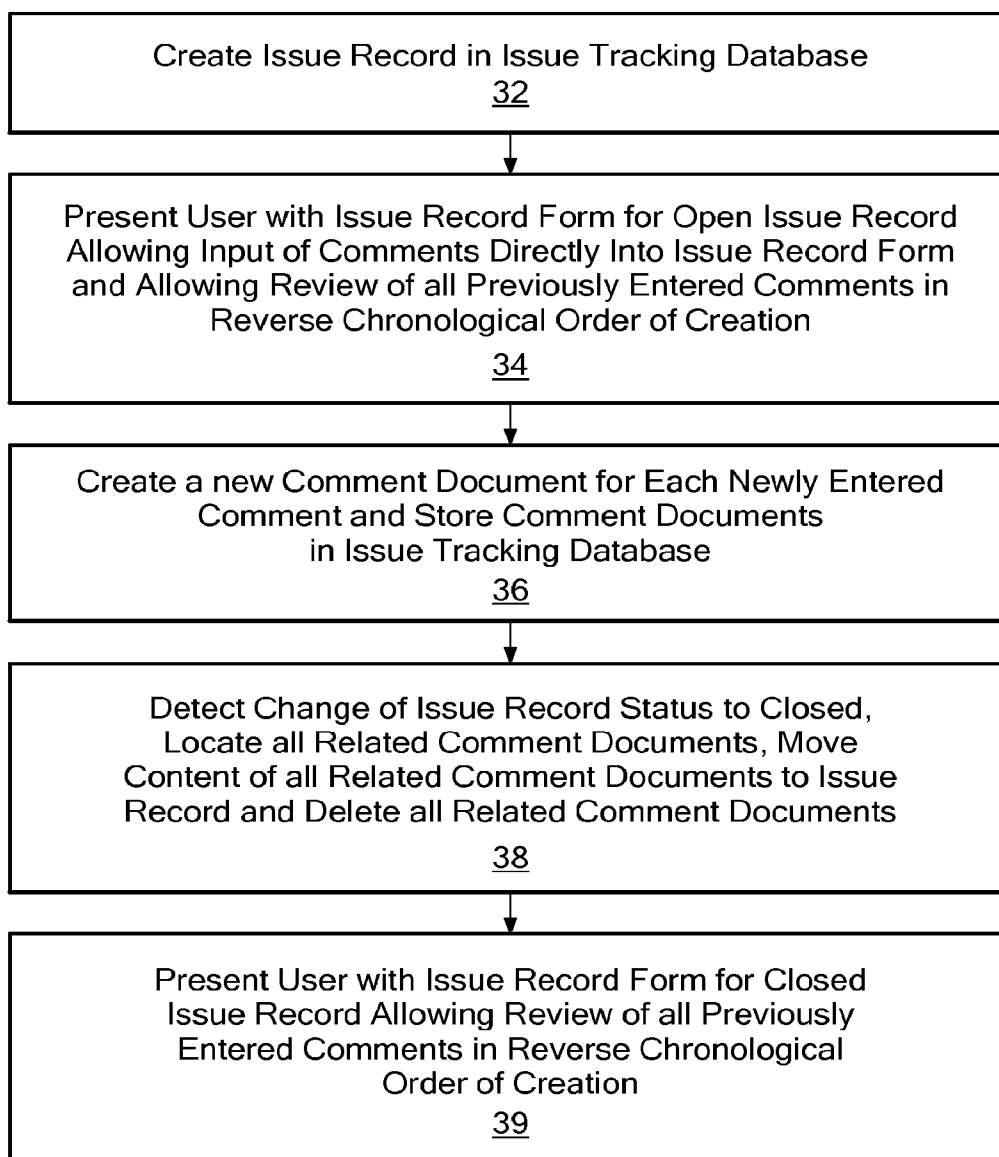 Create Issue Record in Issue Tracking Database
32
Present User with Issue Record Form for Open Issue Record
Allowing Input of Comments Directly Into Issue Record Form
and Allowing Review of all Previously Entered Comments in
Reverse Chronological Order of Creation
34
Create a new Comment Document for Each Newly Entered
Comment and Store Comment Documents
in Issue Tracking Database
36
Detect Change of Issue Record Status to Closed,
Locate all Related Comment Documents, Move
Content of all Related Comment Documents to Issue
Record and Delete all Related Comment Documents
38
Present User with Issue Record Form for Closed
Issue Record Allowing Review of all Previously
Entered Comments in Reverse Chronological
Order of Creation
39